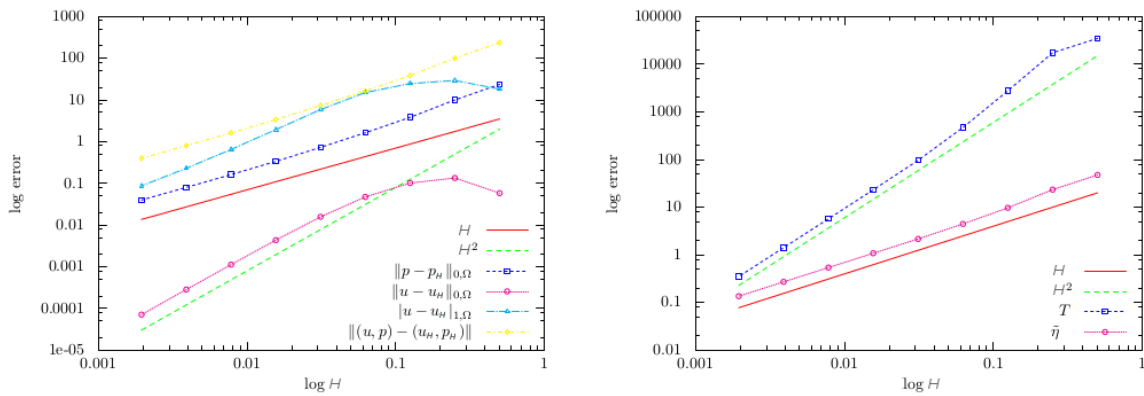 1000
100
10
1
0.1
0.01
0.001
0.0001
1e-05
log error
0.001
0.01
0.1
1
log H
H
H²
‖p − p_H‖₀,Ω
‖u − u_H‖₀,Ω
|u − u_H|₁,Ω
‖(u, p) − (u_H, p_H)‖
100000
10000
1000
100
10
1
0.1
0.01
log error
0.001
0.01
0.1
1
log H
H
H²
T
η̃